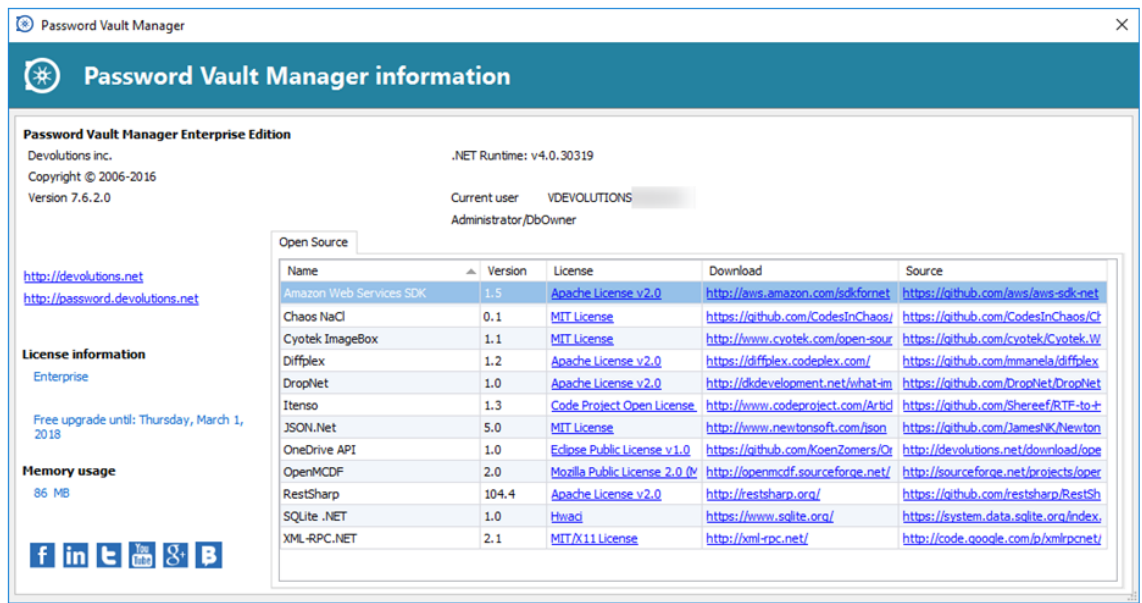 Password Vault Manager
Password Vault Manager information
Password Vault Manager Enterprise Edition
Devolutions inc.
Copyright © 2006-2016
Version 7.6.2.0
.NET Runtime: v4.0.30319
Current user VDEVOLUTIONS
Administrator/DbOwner
http://devolutions.net
http://password.devolutions.net
License information
Enterprise
Free upgrade until: Thursday, March 1,
2018
Memory usage
86 MB
f in t You Tube g+ B
Open Source
Name Version License Download Source
Amazon Web Services SDK 1.5 Apache License v2.0 http://aws.amazon.com/sdkfornet https://github.com/aws/aws-sdk-net
Chaos NaCl 0.1 MIT License https://github.com/CodesInChaos/ https://github.com/CodesInChaos/Ch
Cyotek ImageBox 1.1 MIT License http://www.cyotek.com/open-sour https://github.com/cyotek/Cyotek.W
Diffplex 1.2 Apache License v2.0 https://diffplex.codeplex.com/ https://github.com/mmanela/diffplex
DropNet 1.0 Apache License v2.0 http://dkdevelopment.net/what-im https://github.com/DropNet/DropNet
Itenso 1.3 Code Project Open License http://www.codeproject.com/Articl https://github.com/Shereef/RTF-to-H
JSON.Net 5.0 MIT License http://www.newtonsoft.com/json https://github.com/JamesNK/Newton
OneDrive API 1.0 Eclipse Public License v1.0 https://github.com/KoenZomers/Or http://devolutions.net/download/ope
OpenMCDF 2.0 Mozilla Public License 2.0 (M http://openmcdf.sourceforge.net/ http://sourceforge.net/projects/oper
RestSharp 104.4 Apache License v2.0 http://restsharp.org/ https://github.com/restsharp/RestSh
SQLite .NET 1.0 Hwaci https://www.sqlite.org/ https://system.data.sqlite.org/index.
XML-RPC.NET 2.1 MIT/X11 License http://xml-rpc.net/ http://code.google.com/p/xmlrpcnet/